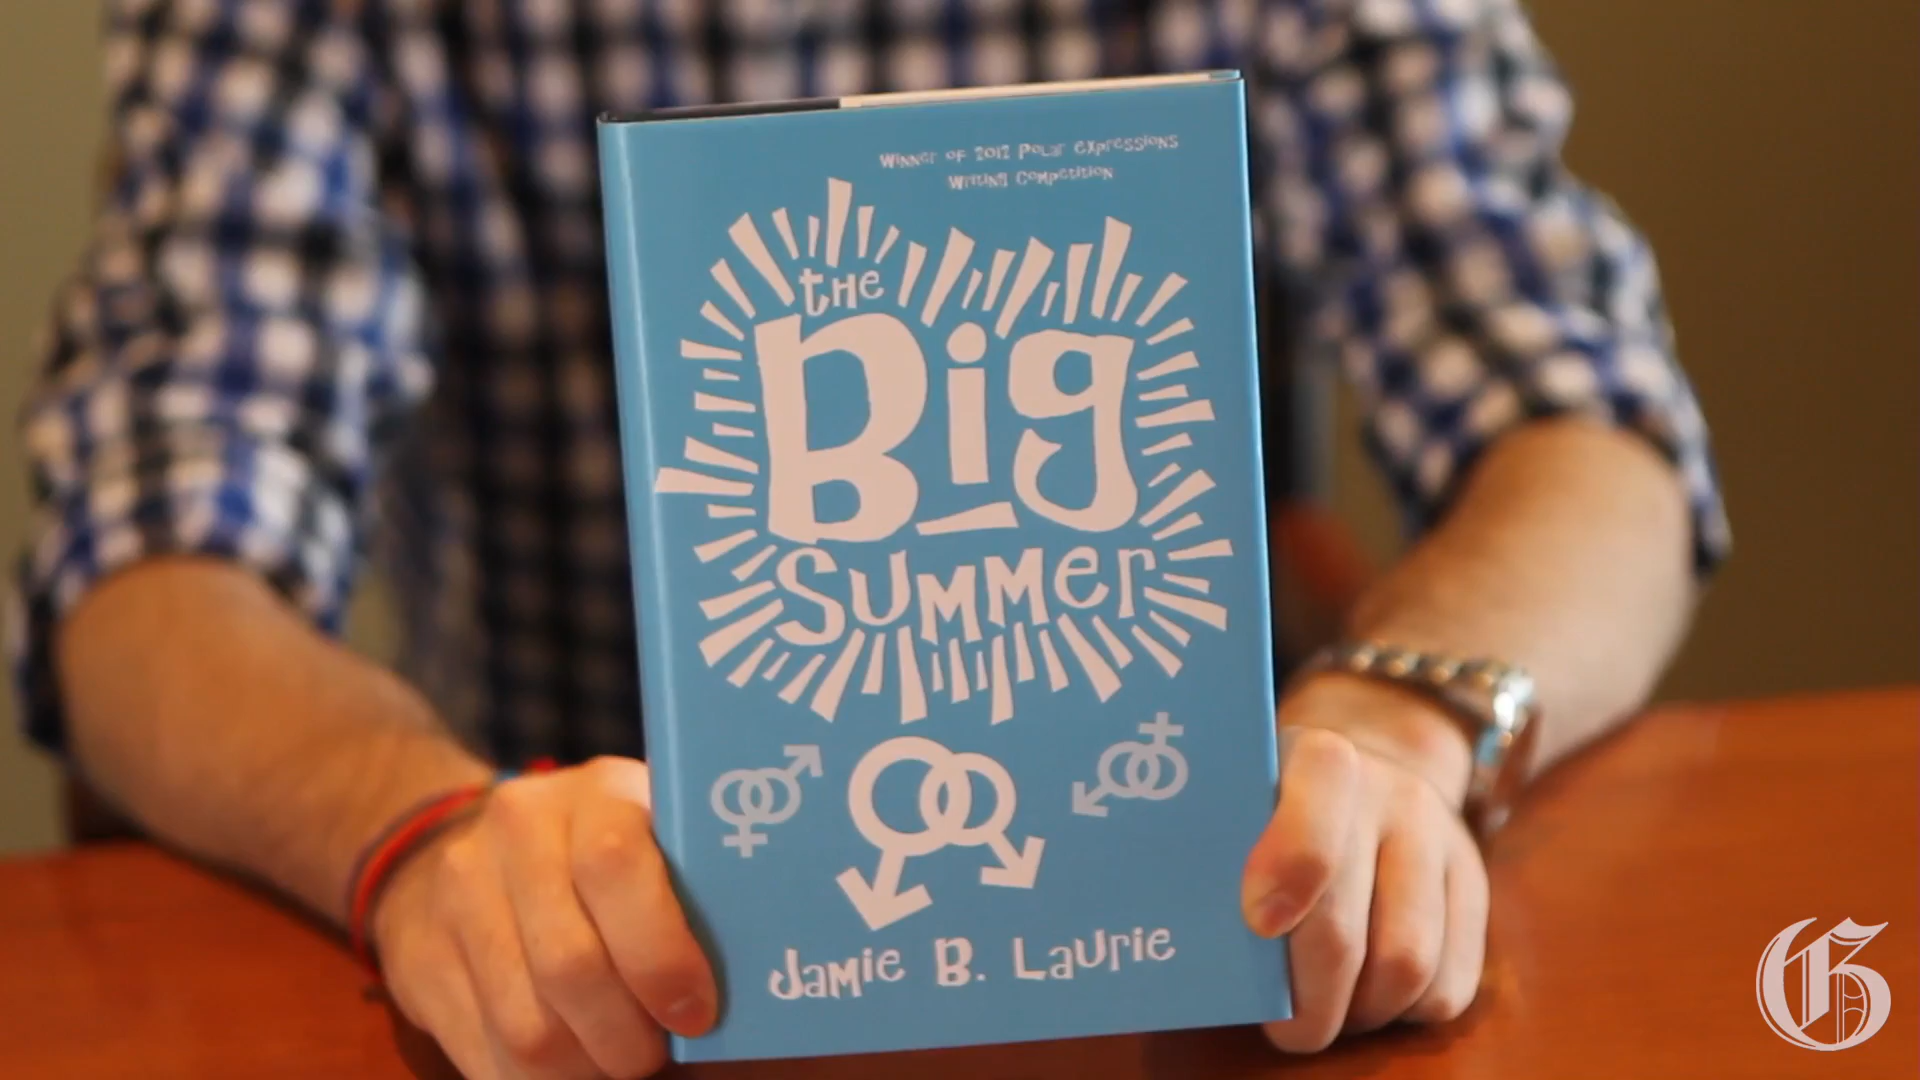 Winner of 2012 Polar Expressions
Writing Competition
the
Big
Summer
Jamie B. Laurie
G